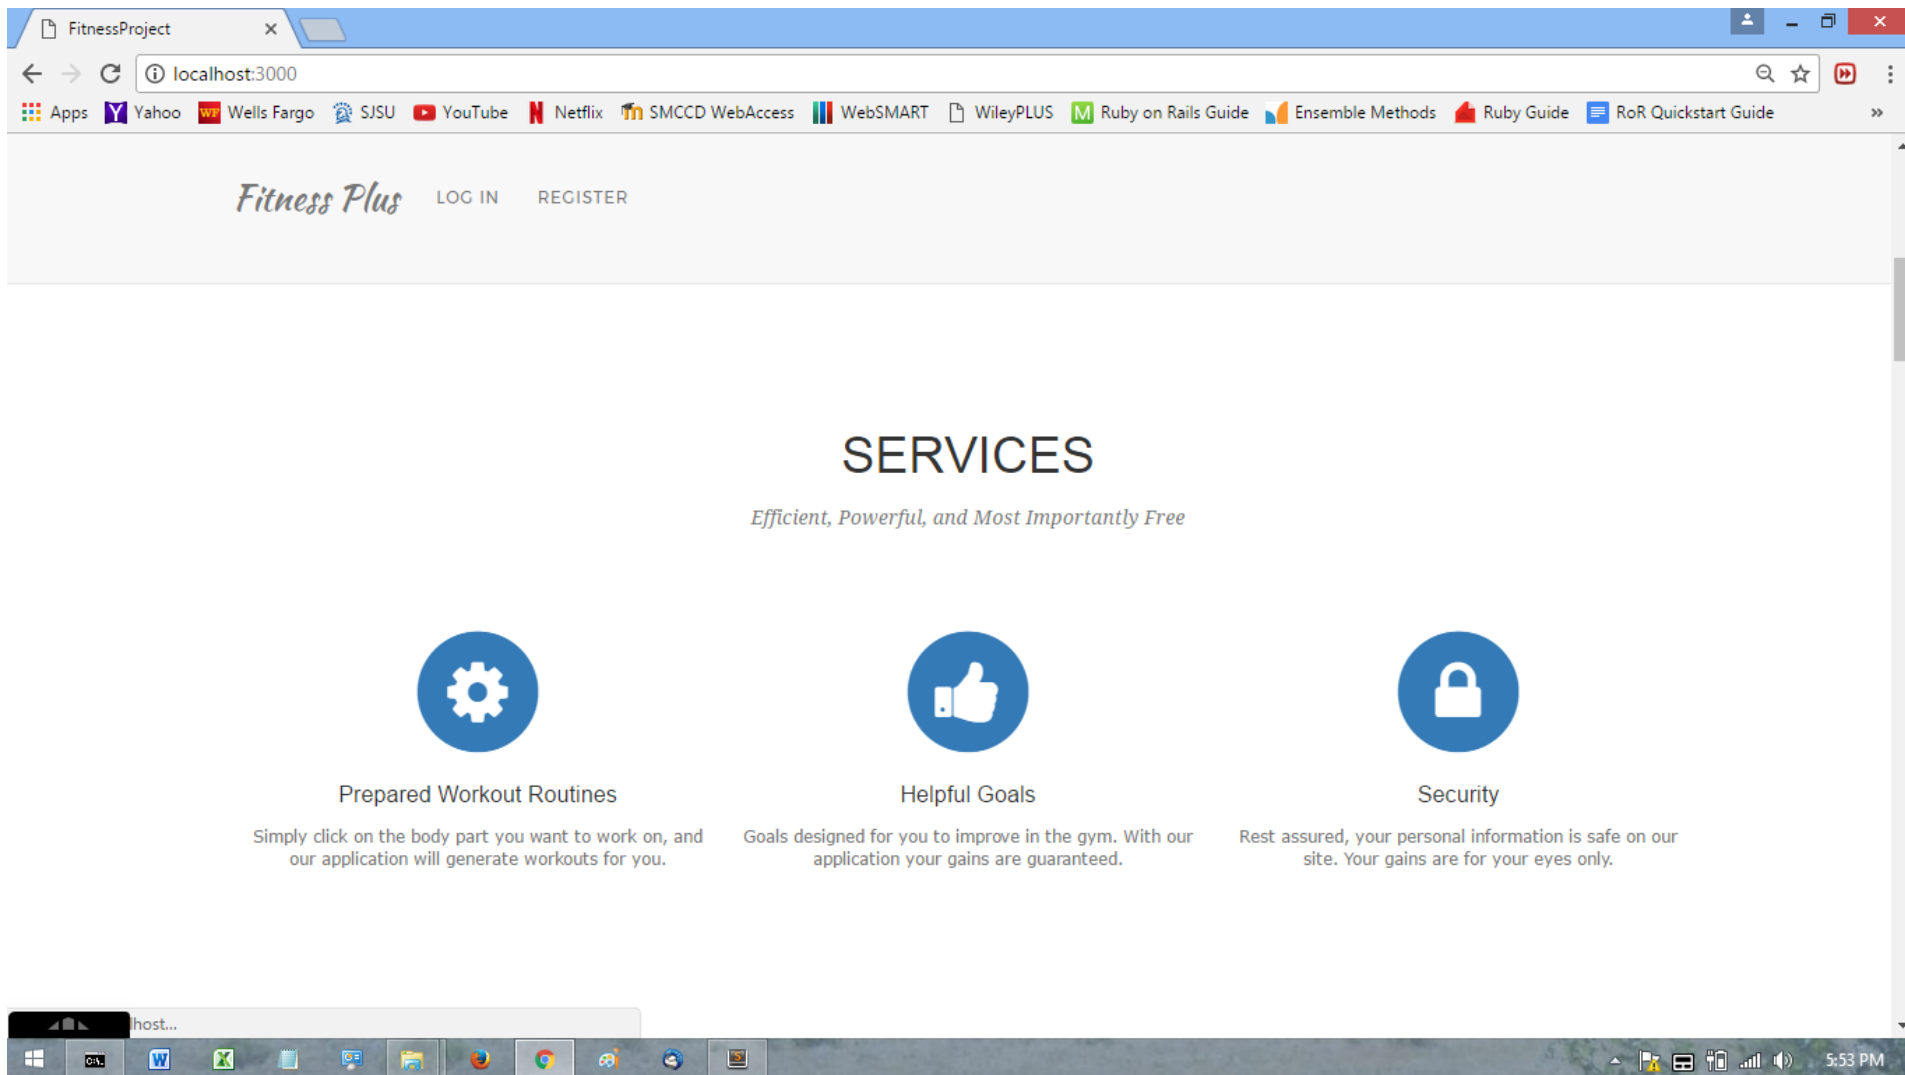 FitnessProject
localhost:3000
Apps Yahoo Wells Fargo SJSU YouTube Netflix SMCCD WebAccess WebSMART WileyPLUS Ruby on Rails Guide Ensemble Methods Ruby Guide RoR Quickstart Guide
Fitness Plus LOG IN REGISTER
SERVICES
Efficient, Powerful, and Most Importantly Free
Prepared Workout Routines
Simply click on the body part you want to work on, and
our application will generate workouts for you.
Helpful Goals
Goals designed for you to improve in the gym. With our
application your gains are guaranteed.
Security
Rest assured, your personal information is safe on our
site. Your gains are for your eyes only.
lhost...
5:53 PM